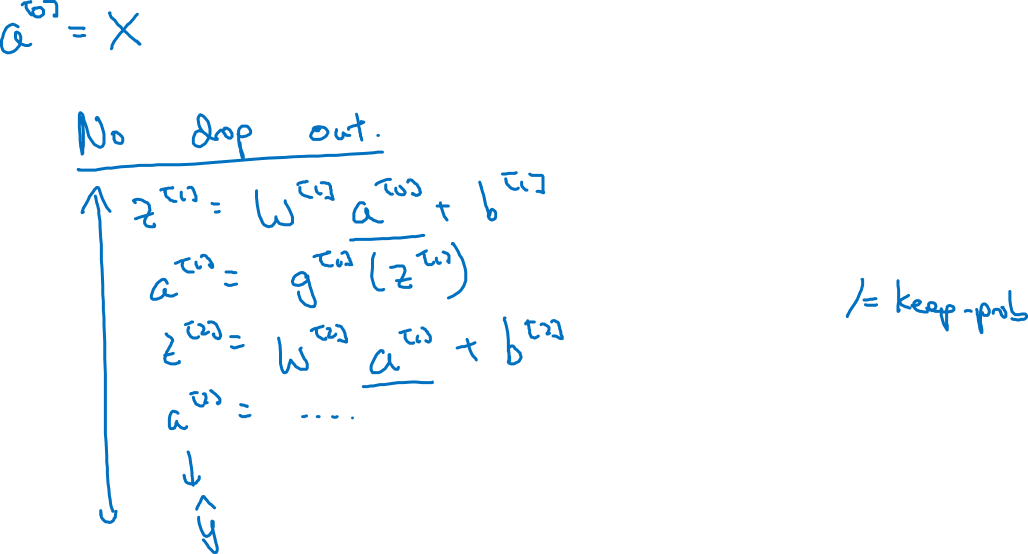 a^[0] = X
No drop out.
z^[1] = W^[1] a^[0] + b^[1]
a^[1] = g^[1] (z^[1])
z^[2] = W^[2] a^[1] + b^[2]
/= keep-prob
a^[2] = ....
↓
ŷ